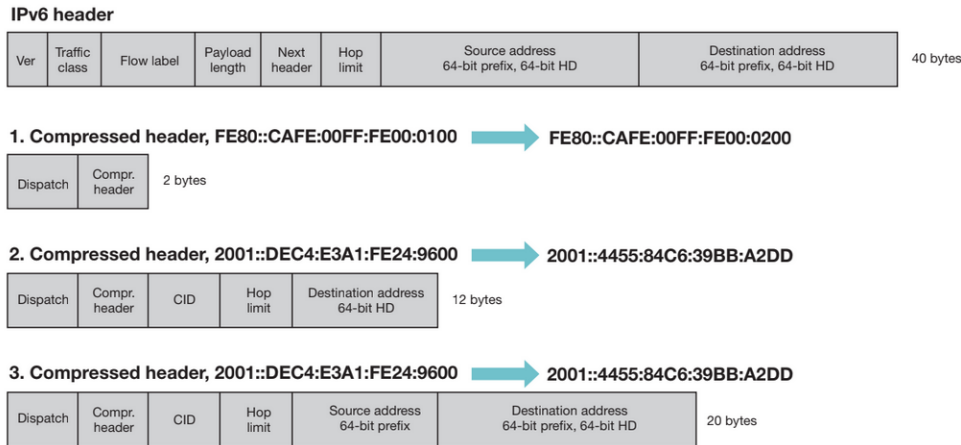 IPv6 header
Ver
Traffic
class
Flow label
Payload
length
Next
header
Hop
limit
Source address
64-bit prefix, 64-bit HD
Destination address
64-bit prefix, 64-bit HD
40 bytes
1. Compressed header, FE80::CAFE:00FF:FE00:0100
FE80::CAFE:00FF:FE00:0200
Dispatch
Compr.
header
2 bytes
2. Compressed header, 2001::DEC4:E3A1:FE24:9600
2001::4455:84C6:39BB:A2DD
Dispatch
Compr.
header
CID
Hop
limit
Destination address
64-bit HD
12 bytes
3. Compressed header, 2001::DEC4:E3A1:FE24:9600
2001::4455:84C6:39BB:A2DD
Dispatch
Compr.
header
CID
Hop
limit
Source address
64-bit prefix
Destination address
64-bit prefix, 64-bit HD
20 bytes